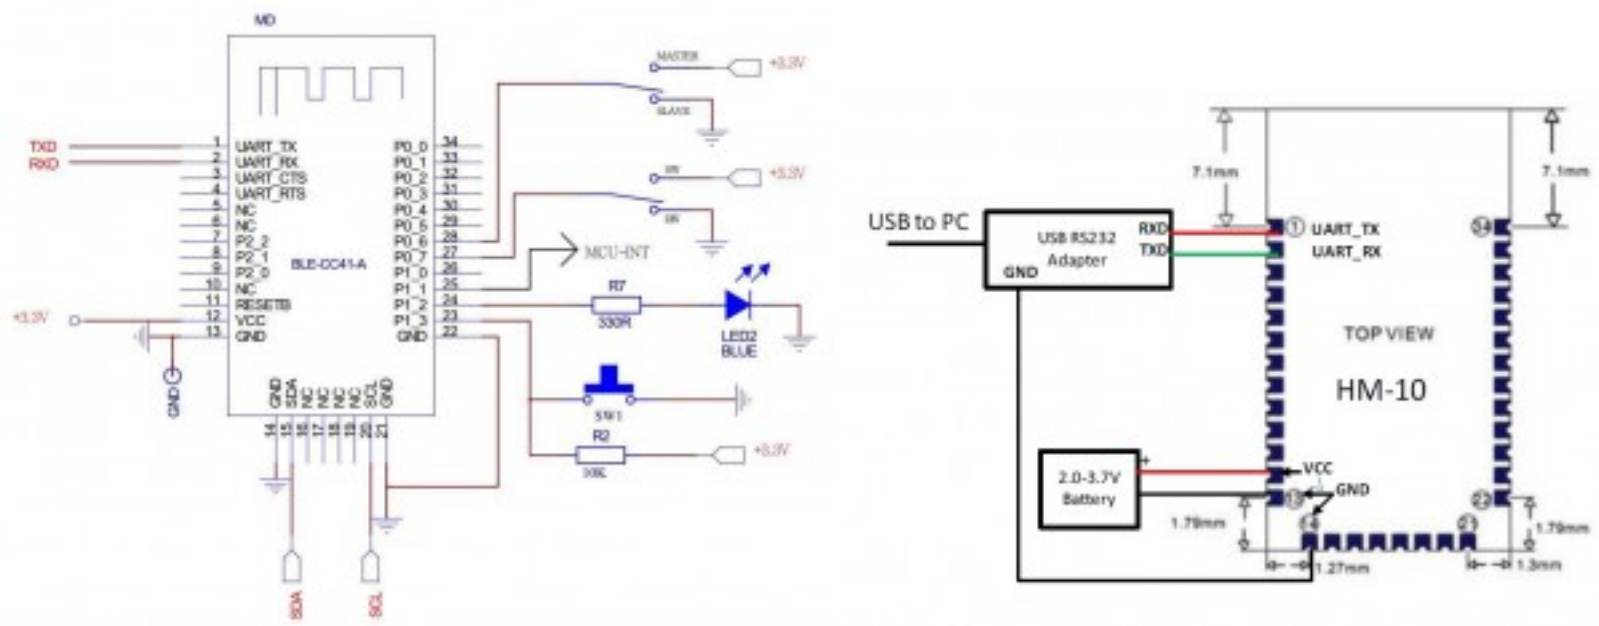 MD
MASTER
+3.3V
SLAVE
TXD
RXD
1 UART_TX
2 UART_RX
3 UART_CTS
4 UART_RTS
5 NC
6 NC
7 P2_2
8 P2_1
9 P2_0
10 NC
11 RESETB
12 VCC
13 GND
BLE-CC41-A
P0_0 34
P0_1 33
P0_2 32
P0_3 31
P0_4 30
P0_5 29
P0_6 28
P0_7 27
P1_0 26
P1_1 25
P1_2 24
P1_3 23
GND 22
+3.3V
MCU-INT
R7
330R
LED2
BLUE
+3.3V
GND
SW1
R2
10K
+3.3V
GND
SDA
NC
NC
NC
NC
SCL
GND
14
15
16
17
18
19
20
21
SDA
SCL
7.1mm
7.1mm
USB to PC
USB RS232
Adapter
RXD
TXD
GND
1 UART_TX
34
UART_RX
TOP VIEW
HM-10
2.0-3.7V
Battery
+
VCC
GND
13
22
14
21
1.79mm
1.79mm
1.27mm
1.3mm